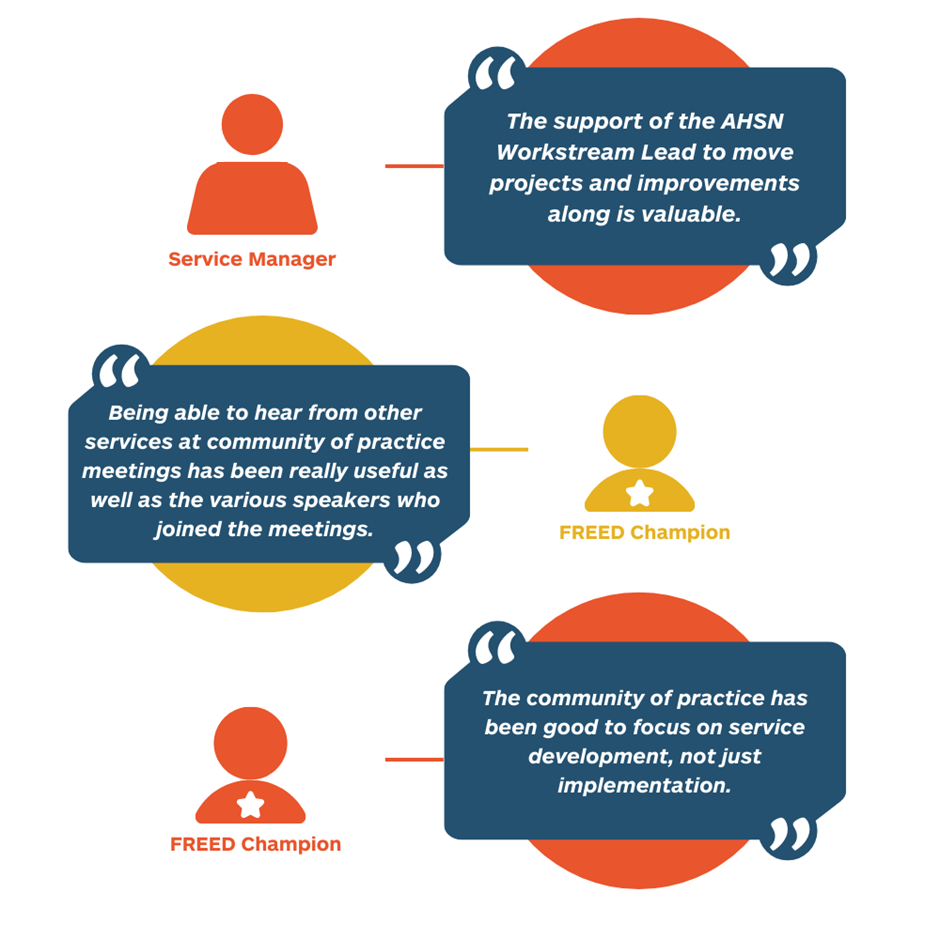 “
The support of the AHSN
Workstream Lead to move
projects and improvements
along is valuable.
”
Service Manager
“
Being able to hear from other
services at community of practice
meetings has been really useful as
well as the various speakers who
joined the meetings.
”
FREED Champion
“
The community of practice has
been good to focus on service
development, not just
implementation.
”
FREED Champion